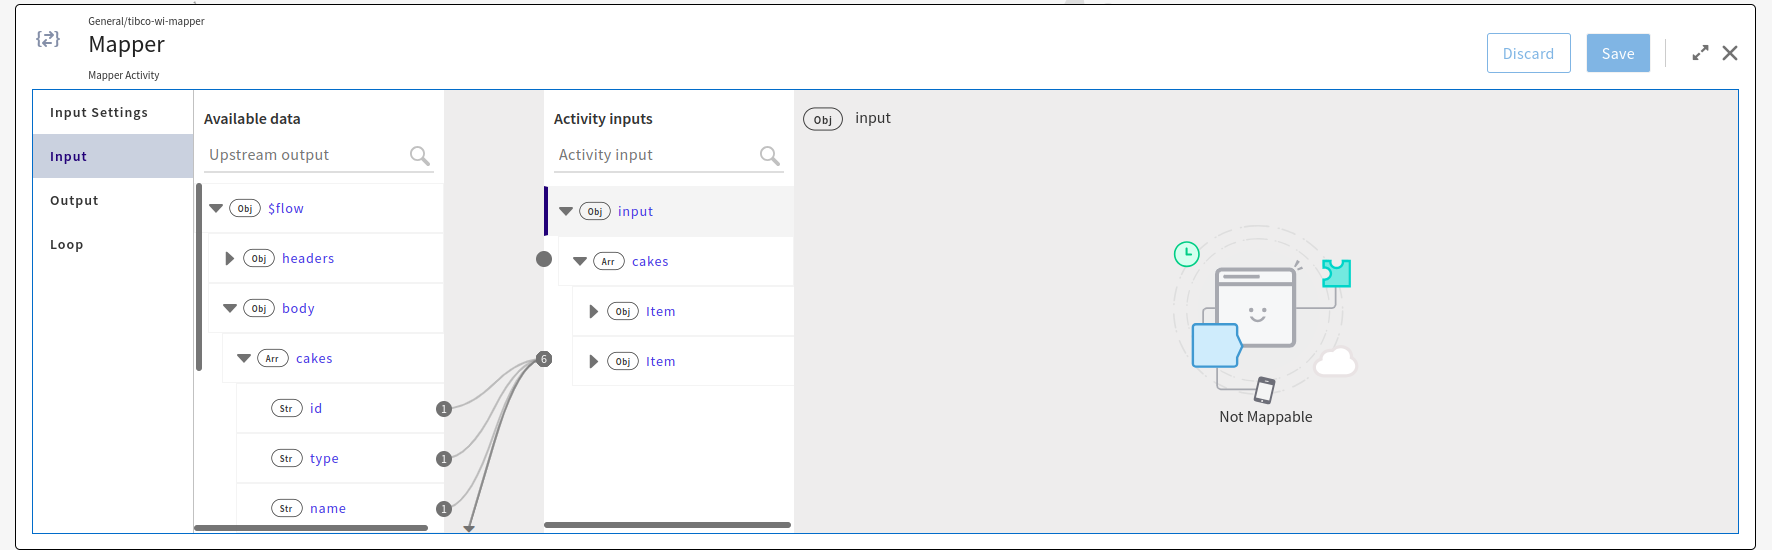 General/tibco-wi-mapper
Mapper
Mapper Activity
Discard
Save
Input Settings
Input
Output
Loop
Available data
Upstream output
Obj $flow
Obj headers
Obj body
Arr cakes
Str id
1
Str type
1
Str name
1
6
Activity inputs
Activity input
Obj input
Arr cakes
Obj Item
Obj Item
Obj input
Not Mappable